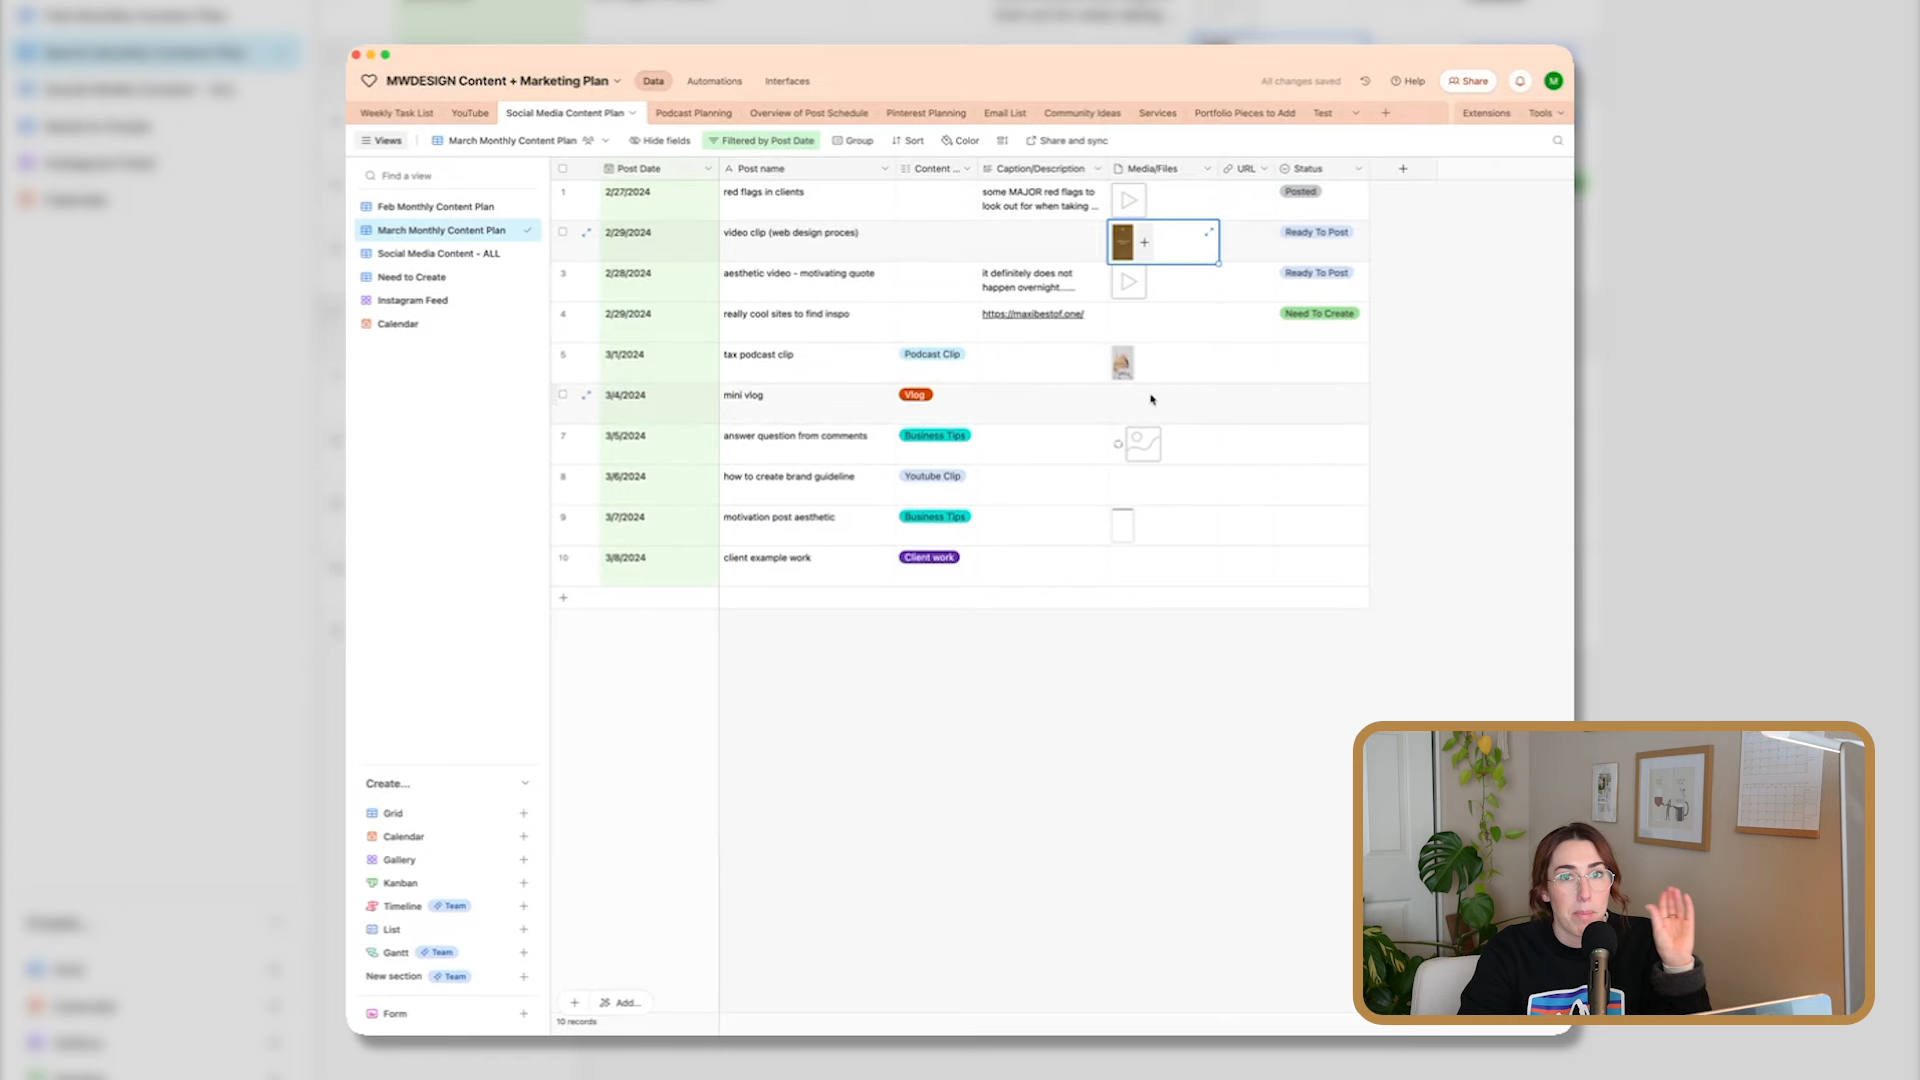 MWDESIGN Content + Marketing Plan
Data
Automations
Interfaces
All changes saved
Help
Share
M
Weekly Task List
YouTube
Social Media Content Plan
Podcast Planning
Overview of Post Schedule
Pinterest Planning
Email List
Community Ideas
Services
Portfolio Pieces to Add
Test
Extensions
Tools
Views
March Monthly Content Plan
Hide fields
Filtered by Post Date
Group
Sort
Color
Share and sync
Find a view
Feb Monthly Content Plan
March Monthly Content Plan
Social Media Content - ALL
Need to Create
Instagram Feed
Calendar
Post Date Post name Content ... Caption/Description Media/Files URL Status
1 2/27/2024 red flags in clients some MAJOR red flags to Posted
look out for when taking ...
2/29/2024 video clip (web design proces) Ready To Post
3 2/28/2024 aesthetic video - motivating quote it definitely does not Ready To Post
happen overnight......
4 2/29/2024 really cool sites to find inspo https://maxibestof.one/ Need To Create
5 3/1/2024 tax podcast clip Podcast Clip
3/4/2024 mini vlog Vlog
7 3/5/2024 answer question from comments Business Tips
8 3/6/2024 how to create brand guideline Youtube Clip
9 3/7/2024 motivation post aesthetic Business Tips
10 3/8/2024 client example work Client work
Create...
Grid
Calendar
Gallery
Kanban
Timeline Team
List
Gantt Team
New section Team
Form
Add...
10 records